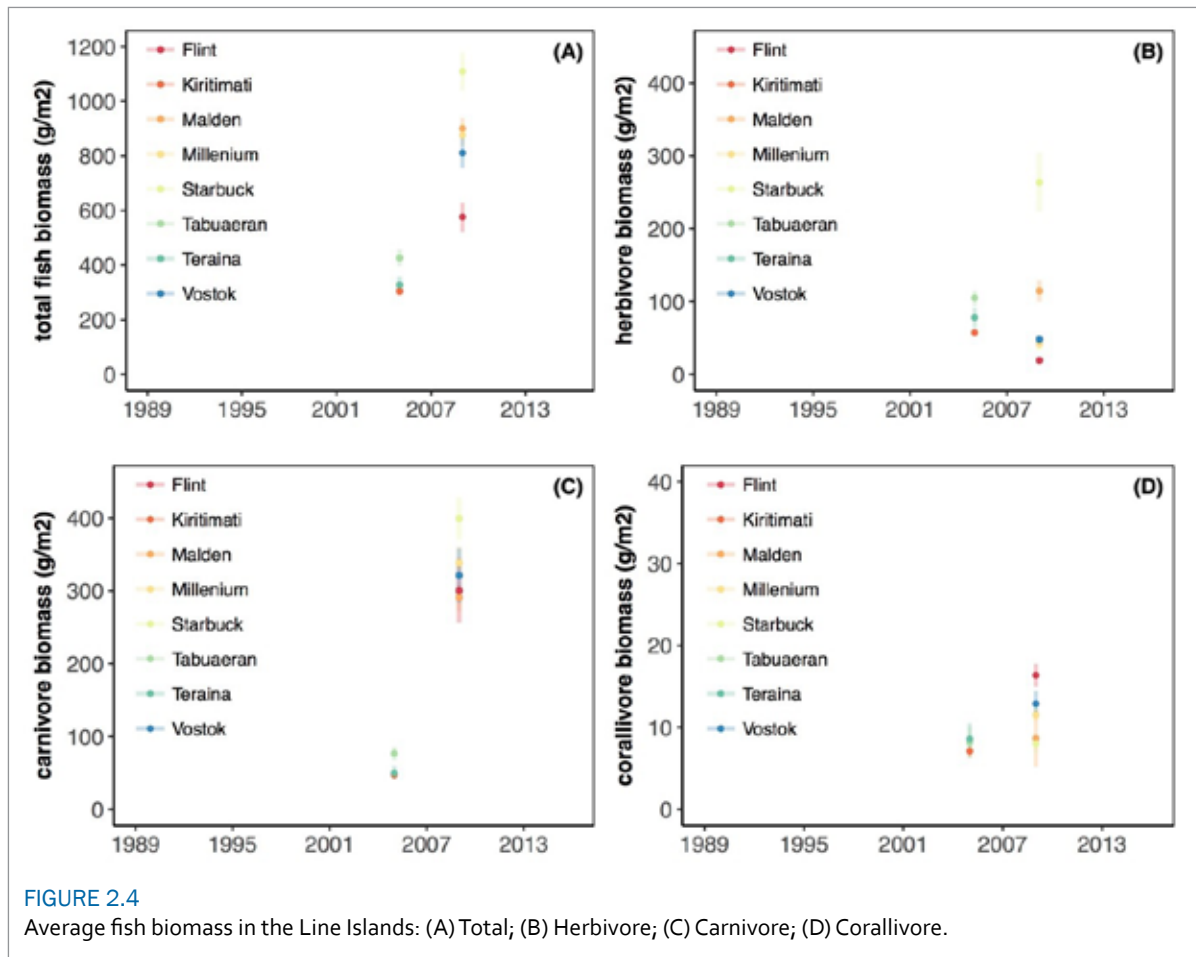 (A)
total fish biomass (g/m2)
1200
1000
800
600
400
200
0
Flint
Kiritimati
Malden
Millenium
Starbuck
Tabuaeran
Teraina
Vostok
1989 1995 2001 2007 2013
(B)
herbivore biomass (g/m2)
400
300
200
100
0
Flint
Kiritimati
Malden
Millenium
Starbuck
Tabuaeran
Teraina
Vostok
1989 1995 2001 2007 2013
(C)
carnivore biomass (g/m2)
400
300
200
100
0
Flint
Kiritimati
Malden
Millenium
Starbuck
Tabuaeran
Teraina
Vostok
1989 1995 2001 2007 2013
(D)
corallivore biomass (g/m2)
40
30
20
10
0
Flint
Kiritimati
Malden
Millenium
Starbuck
Tabuaeran
Teraina
Vostok
1989 1995 2001 2007 2013
FIGURE 2.4
Average fish biomass in the Line Islands: (A) Total; (B) Herbivore; (C) Carnivore; (D) Corallivore.